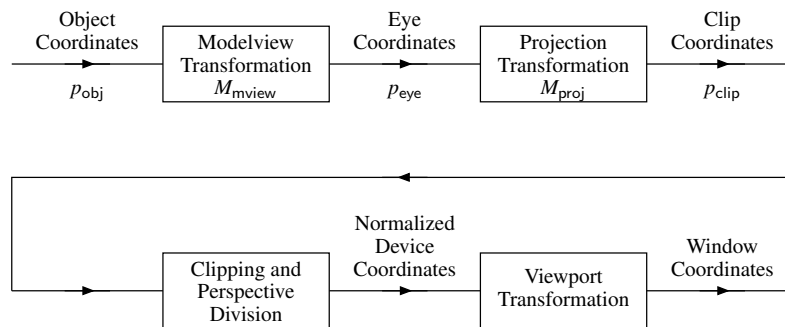 Object
Coordinates
p_obj
Modelview
Transformation
M_mview
Eye
Coordinates
p_eye
Projection
Transformation
M_proj
Clip
Coordinates
p_clip
Clipping and
Perspective
Division
Normalized
Device
Coordinates
Viewport
Transformation
Window
Coordinates